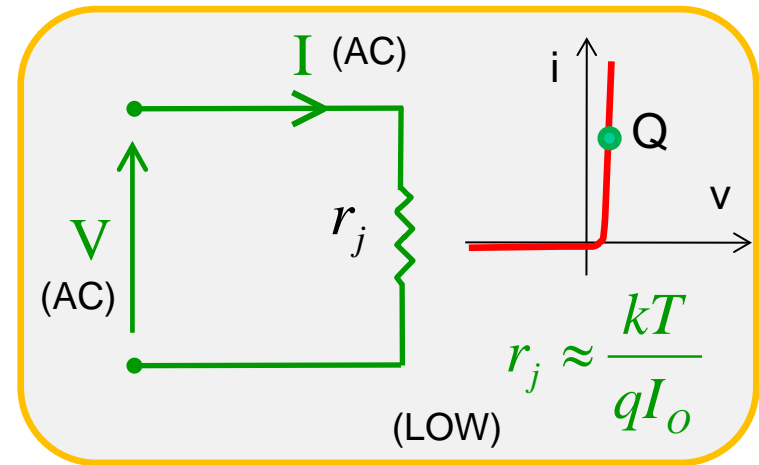 I (AC)
i
Q
r_j
v
V
(AC)
r_j ≈ kT / qI_O
(LOW)